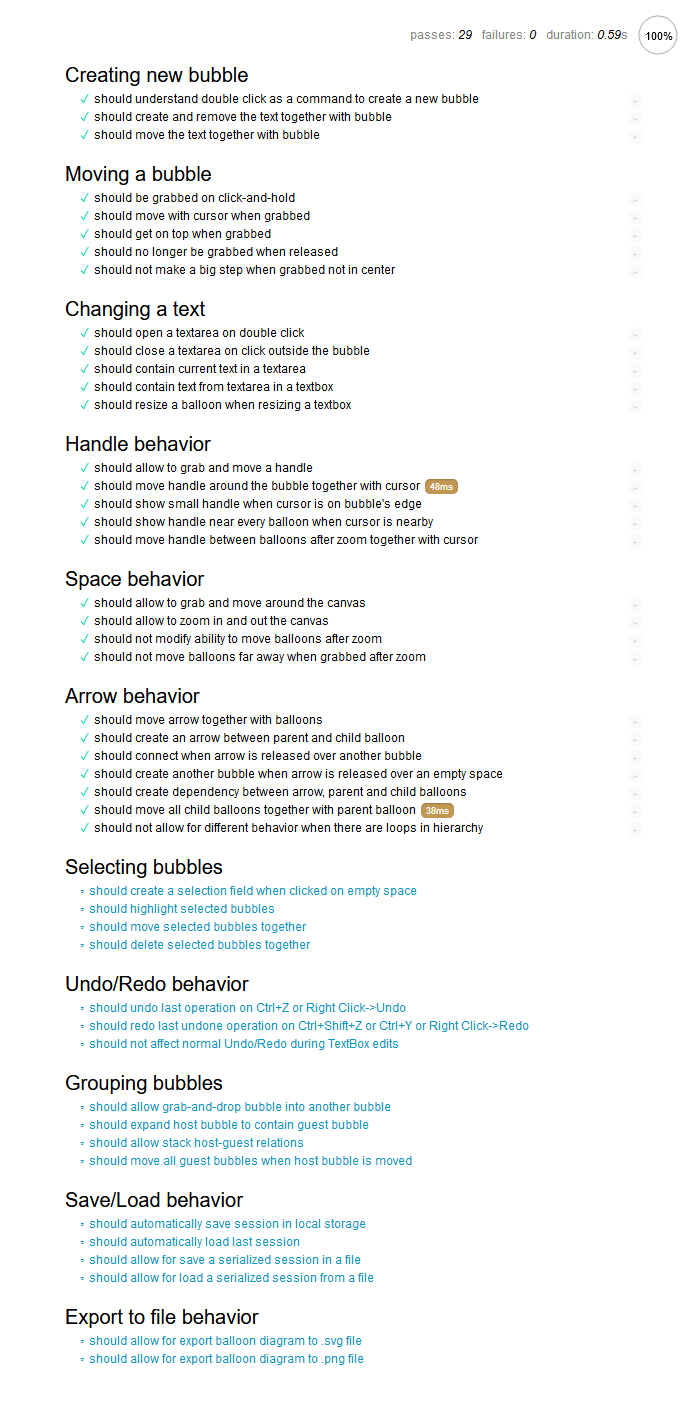 passes: 29 failures: 0 duration: 0.59s 100%
Creating new bubble
✓ should understand double click as a command to create a new bubble
✓ should create and remove the text together with bubble
✓ should move the text together with bubble
Moving a bubble
✓ should be grabbed on click-and-hold
✓ should move with cursor when grabbed
✓ should get on top when grabbed
✓ should no longer be grabbed when released
✓ should not make a big step when grabbed not in center
Changing a text
✓ should open a textarea on double click
✓ should close a textarea on click outside the bubble
✓ should contain current text in a textarea
✓ should contain text from textarea in a textbox
✓ should resize a balloon when resizing a textbox
Handle behavior
✓ should allow to grab and move a handle
✓ should move handle around the bubble together with cursor 48ms
✓ should show small handle when cursor is on bubble's edge
✓ should show handle near every balloon when cursor is nearby
✓ should move handle between balloons after zoom together with cursor
Space behavior
✓ should allow to grab and move around the canvas
✓ should allow to zoom in and out the canvas
✓ should not modify ability to move balloons after zoom
✓ should not move balloons far away when grabbed after zoom
Arrow behavior
✓ should move arrow together with balloons
✓ should create an arrow between parent and child balloon
✓ should connect when arrow is released over another bubble
✓ should create another bubble when arrow is released over an empty space
✓ should create dependency between arrow, parent and child balloons
✓ should move all child balloons together with parent balloon 38ms
✓ should not allow for different behavior when there are loops in hierarchy
Selecting bubbles
should create a selection field when clicked on empty space
should highlight selected bubbles
should move selected bubbles together
should delete selected bubbles together
Undo/Redo behavior
should undo last operation on Ctrl+Z or Right Click->Undo
should redo last undone operation on Ctrl+Shift+Z or Ctrl+Y or Right Click->Redo
should not affect normal Undo/Redo during TextBox edits
Grouping bubbles
should allow grab-and-drop bubble into another bubble
should expand host bubble to contain guest bubble
should allow stack host-guest relations
should move all guest bubbles when host bubble is moved
Save/Load behavior
should automatically save session in local storage
should automatically load last session
should allow for save a serialized session in a file
should allow for load a serialized session from a file
Export to file behavior
should allow for export balloon diagram to .svg file
should allow for export balloon diagram to .png file